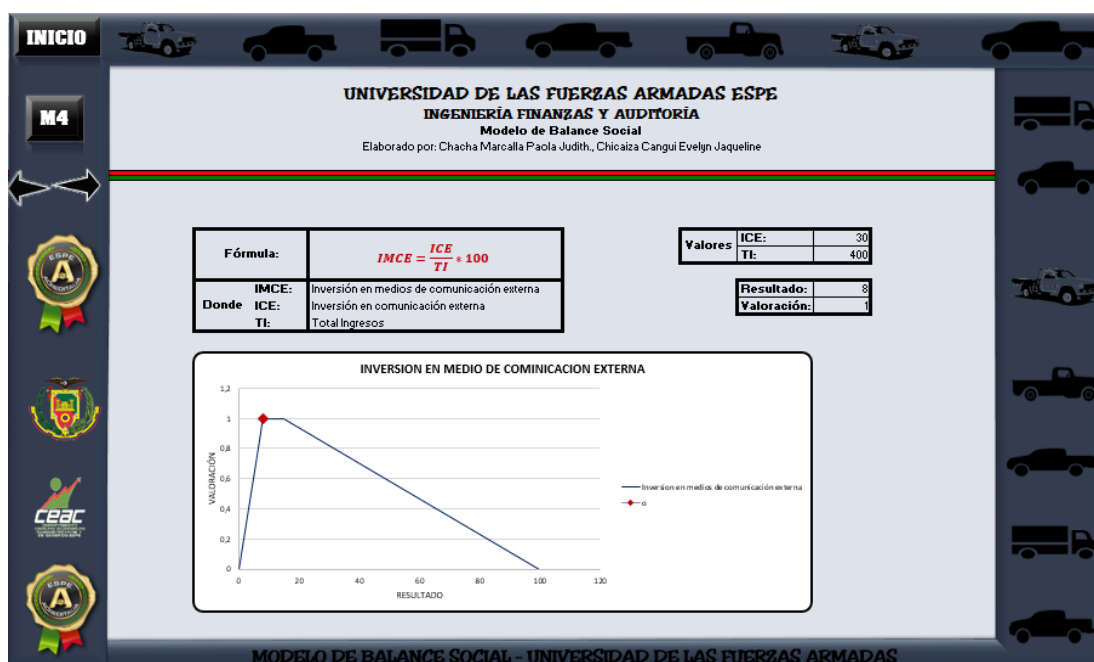 INICIO
M4
UNIVERSIDAD DE LAS FUERZAS ARMADAS ESPE
INGENIERÍA FINANZAS Y AUDITORÍA
Modelo de Balance Social
Elaborado por: Chacha Marcalla Paola Judith., Chicaiza Cangui Evelyn Jaqueline
Fórmula:
IMCE = ICE / TI * 100
Donde
IMCE: Inversión en medios de comunicación externa
ICE: Inversión en comunicación externa
TI: Total Ingresos
Valores
ICE: 30
TI: 400
Resultado: 8
Valoración: 1
INVERSION EN MEDIO DE COMINICACION EXTERNA
VALORACIÓN
1,2
1
0,8
0,6
0,4
0,2
0
0 20 40 60 80 100 120
RESULTADO
Inversion en medios de comunicación externa
o
ESPE
A
CEAC
ESPE
A
MODELO DE BALANCE SOCIAL - UNIVERSIDAD DE LAS FUERZAS ARMADAS